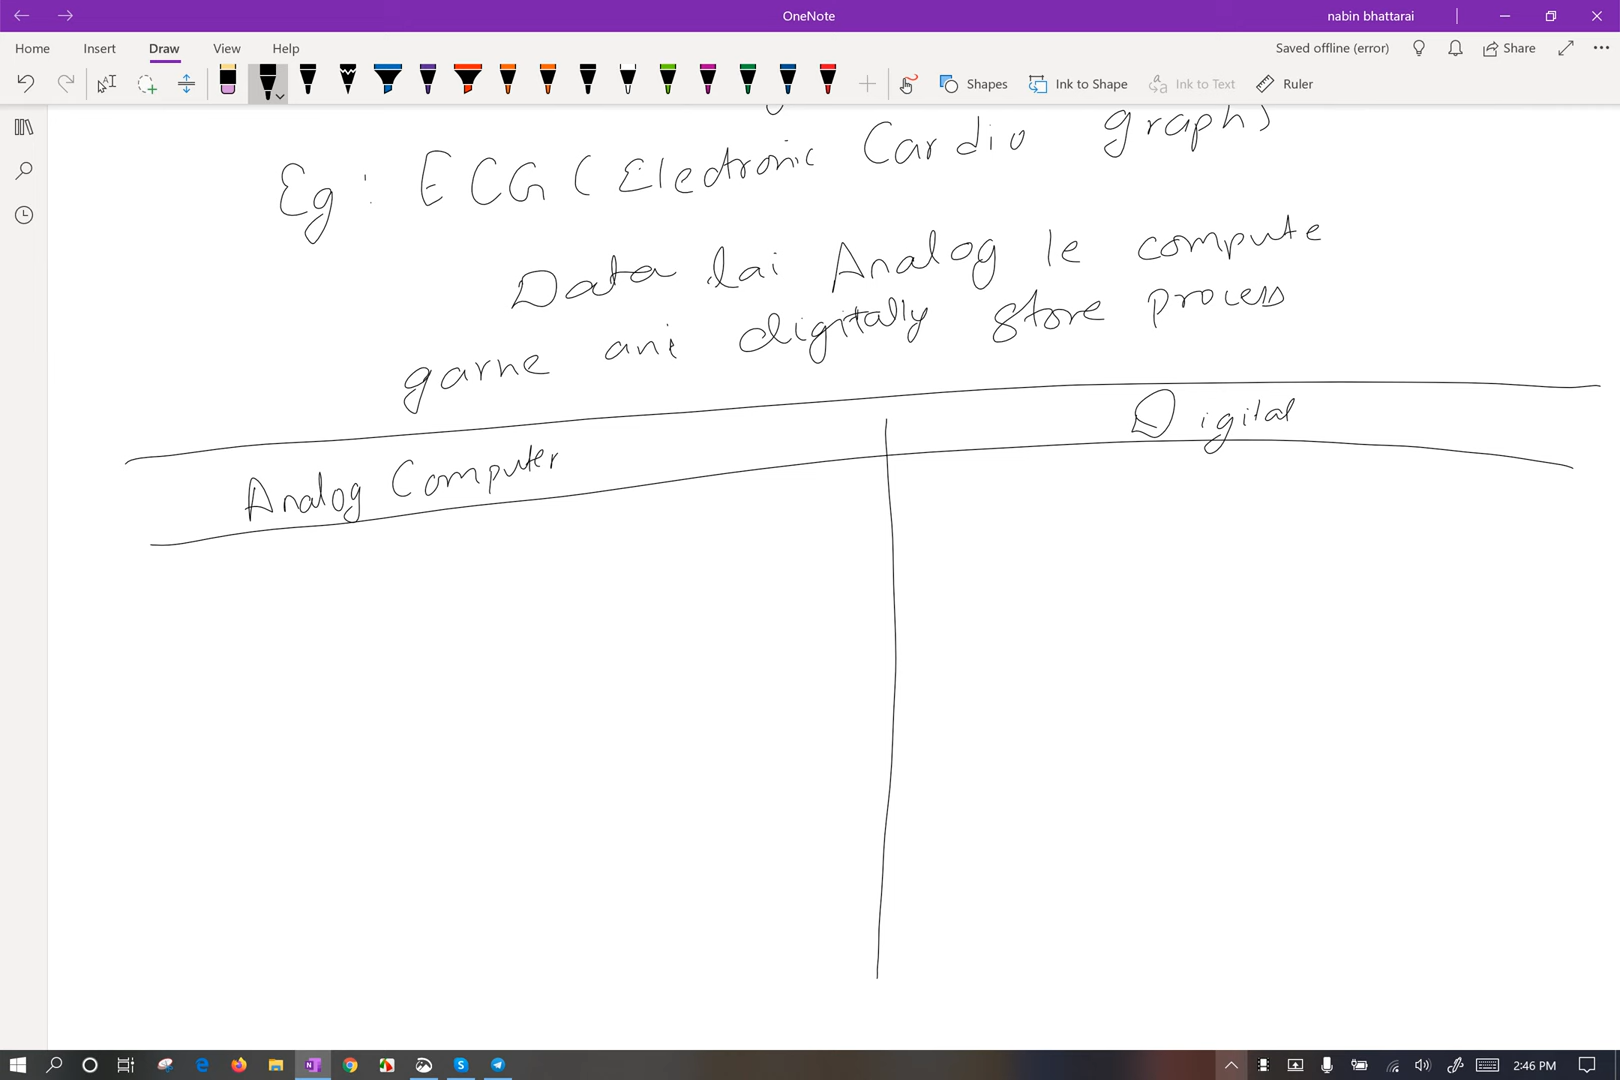 OneNote
nabin bhattarai
Home Insert Draw View Help
Saved offline (error)
Share
Shapes
Ink to Shape
Ink to Text
Ruler
Eg: ECG (Electronic Cardio graph)
Data lai Analog le compute
garne ani digitally store process
Analog Computer
Digital
2:46 PM